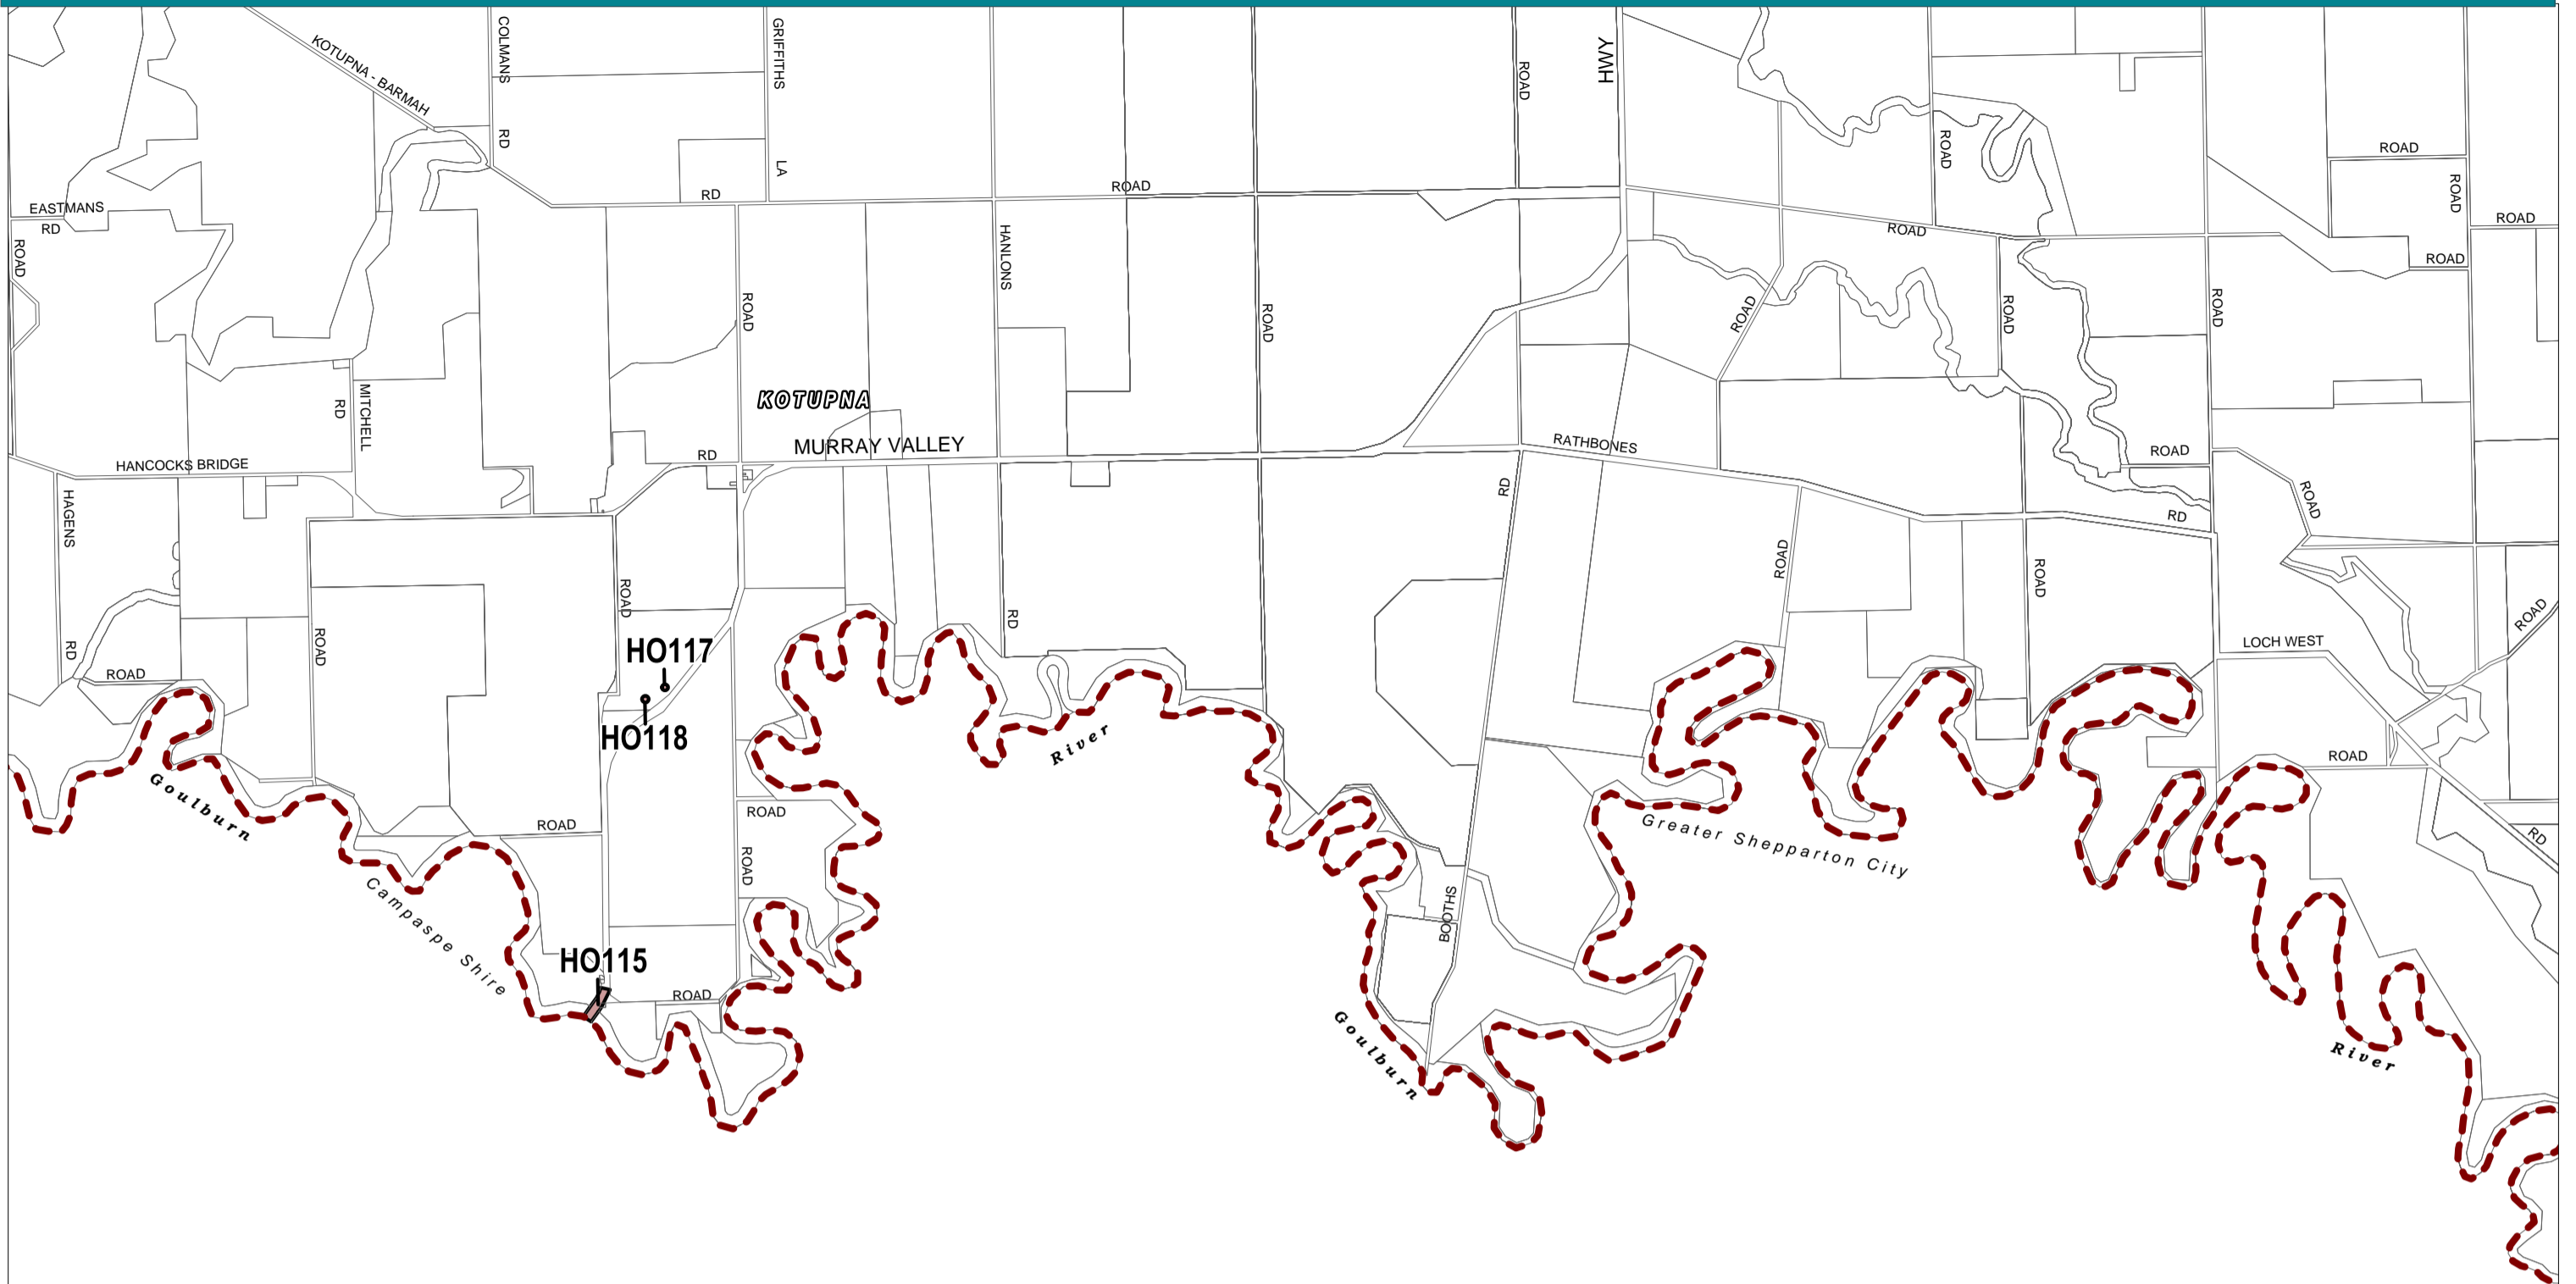 KOTUPNA - BARMAH
COLMANS
RD
GRIFFITHS
LA
ROAD
HWY
ROAD
ROAD
ROAD
ROAD
ROAD
RD
ROAD
EASTMANS
RD
ROAD
ROAD
ROAD
HANLONS
ROAD
ROAD
ROAD
ROAD
ROAD
MITCHELL
RD
KOTUPNA
MURRAY VALLEY
RD
HANCOCKS BRIDGE
RATHBONES
ROAD
RD
ROAD
RD
HAGENS
RD
ROAD
ROAD
ROAD
ROAD
RD
ROAD
ROAD
LOCH WEST
HO117
HO118
River
Goulburn
ROAD
ROAD
ROAD
ROAD
Campaspe Shire
Greater Shepparton City
RD
BOOTHS
HO115
ROAD
Goulburn
River